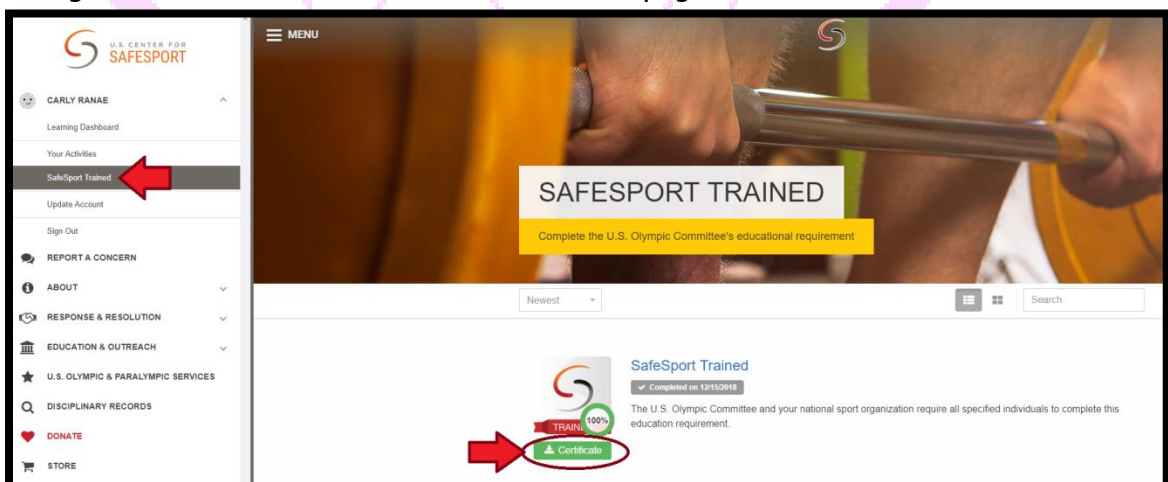 U.S. CENTER FOR
SAFESPORT
CARLY RANAE
Learning Dashboard
Your Activities
SafeSport Trained
Update Account
Sign Out
REPORT A CONCERN
ABOUT
RESPONSE & RESOLUTION
EDUCATION & OUTREACH
U.S. OLYMPIC & PARALYMPIC SERVICES
DISCIPLINARY RECORDS
DONATE
STORE
MENU
SAFESPORT TRAINED
Complete the U.S. Olympic Committee's educational requirement
Newest
Search
SafeSport Trained
Completed on 12/15/2018
The U.S. Olympic Committee and your national sport organization require all specified individuals to complete this
education requirement.
100%
Certificate